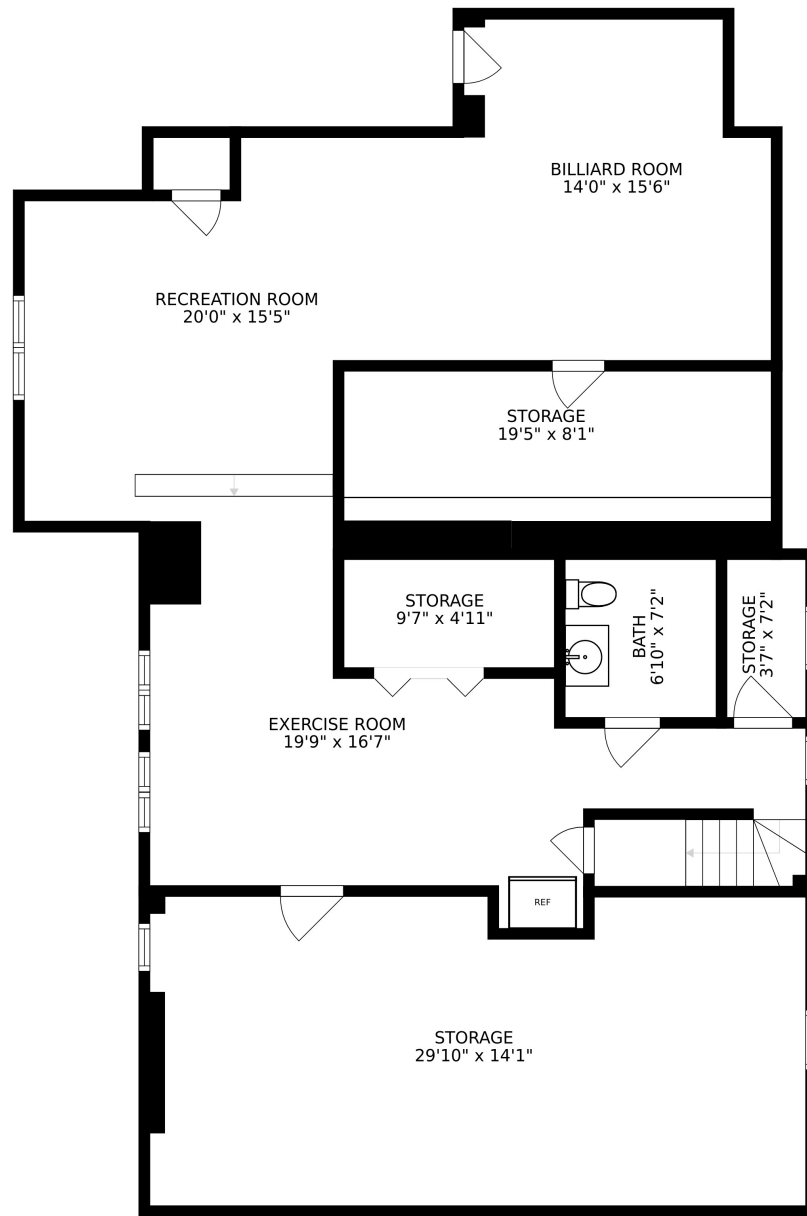 BILLIARD ROOM
14'0" x 15'6"
RECREATION ROOM
20'0" x 15'5"
STORAGE
19'5" x 8'1"
STORAGE
9'7" x 4'11"
BATH
6'10" x 7'2"
STORAGE
3'7" x 7'2"
EXERCISE ROOM
19'9" x 16'7"
REF
STORAGE
29'10" x 14'1"